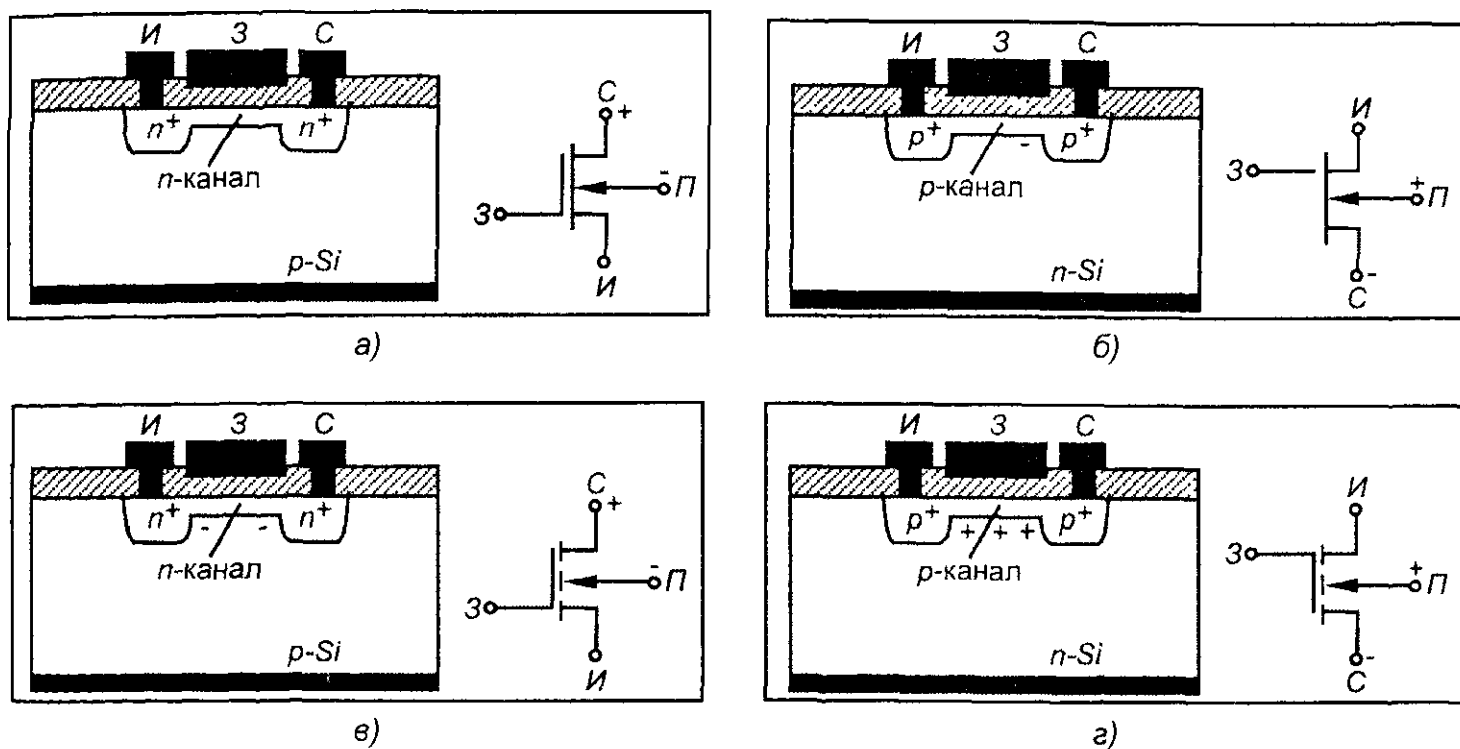 И З С
n+ n+
n-канал
p-Si
С +
- П
З
И
а)
И З С
p+ - p+
p-канал
n-Si
И
З
+ П
С -
б)
И З С
n+ - - n+
n-канал
p-Si
С +
- П
З
И
в)
И З С
p+ + + + p+
p-канал
n-Si
И
З
+ П
С -
г)